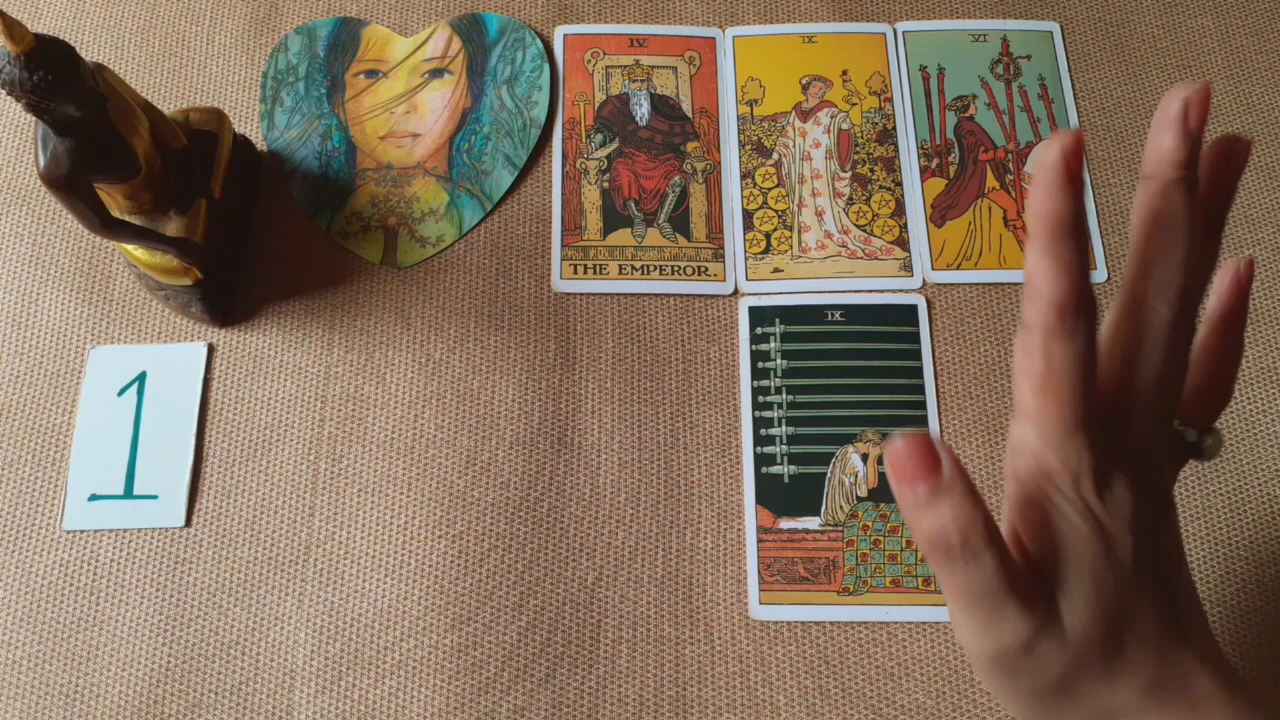 IV
THE EMPEROR.
IX
VI
IX
1